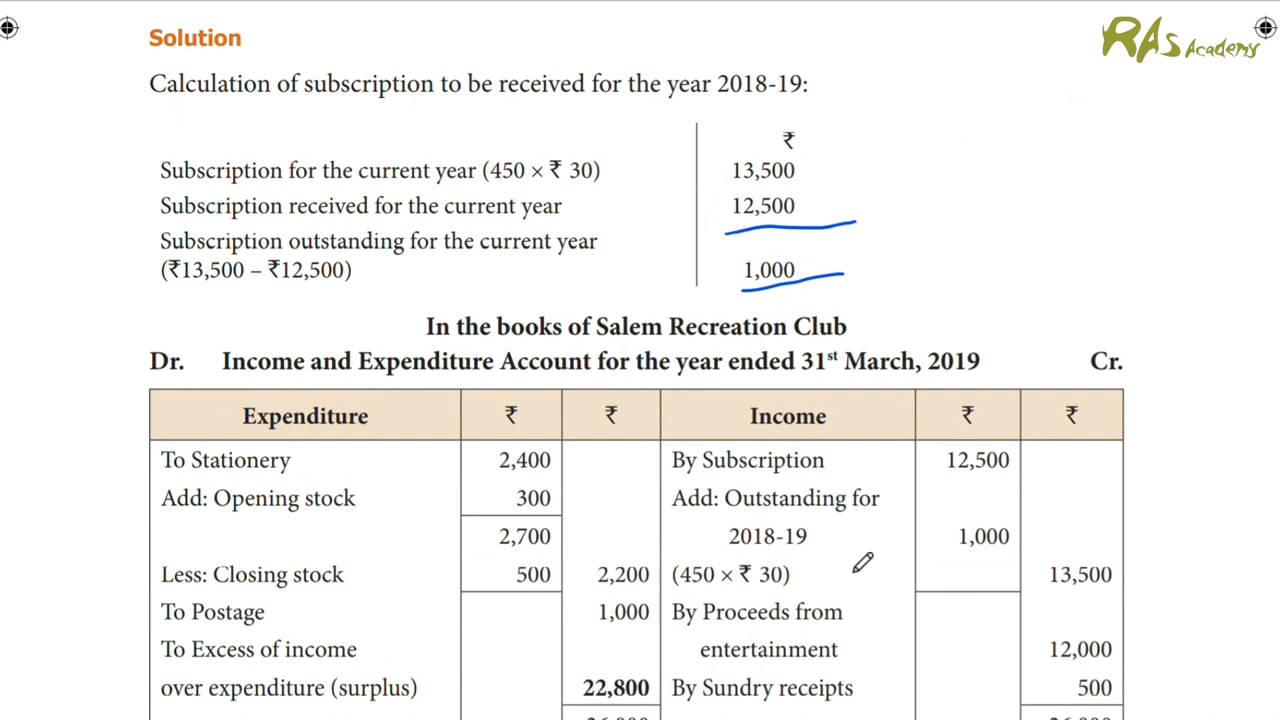 RAS Academy
Solution
Calculation of subscription to be received for the year 2018-19:
₹
Subscription for the current year (450 × ₹ 30) 13,500
Subscription received for the current year 12,500
Subscription outstanding for the current year
(₹13,500 – ₹12,500) 1,000
In the books of Salem Recreation Club
Dr. Income and Expenditure Account for the year ended 31st March, 2019 Cr.
Expenditure ₹ ₹ Income ₹ ₹
To Stationery 2,400 By Subscription 12,500
Add: Opening stock 300 Add: Outstanding for
2,700 2018-19 1,000
Less: Closing stock 500 2,200 (450 × ₹ 30) 13,500
To Postage 1,000 By Proceeds from
To Excess of income entertainment 12,000
over expenditure (surplus) 22,800 By Sundry receipts 500